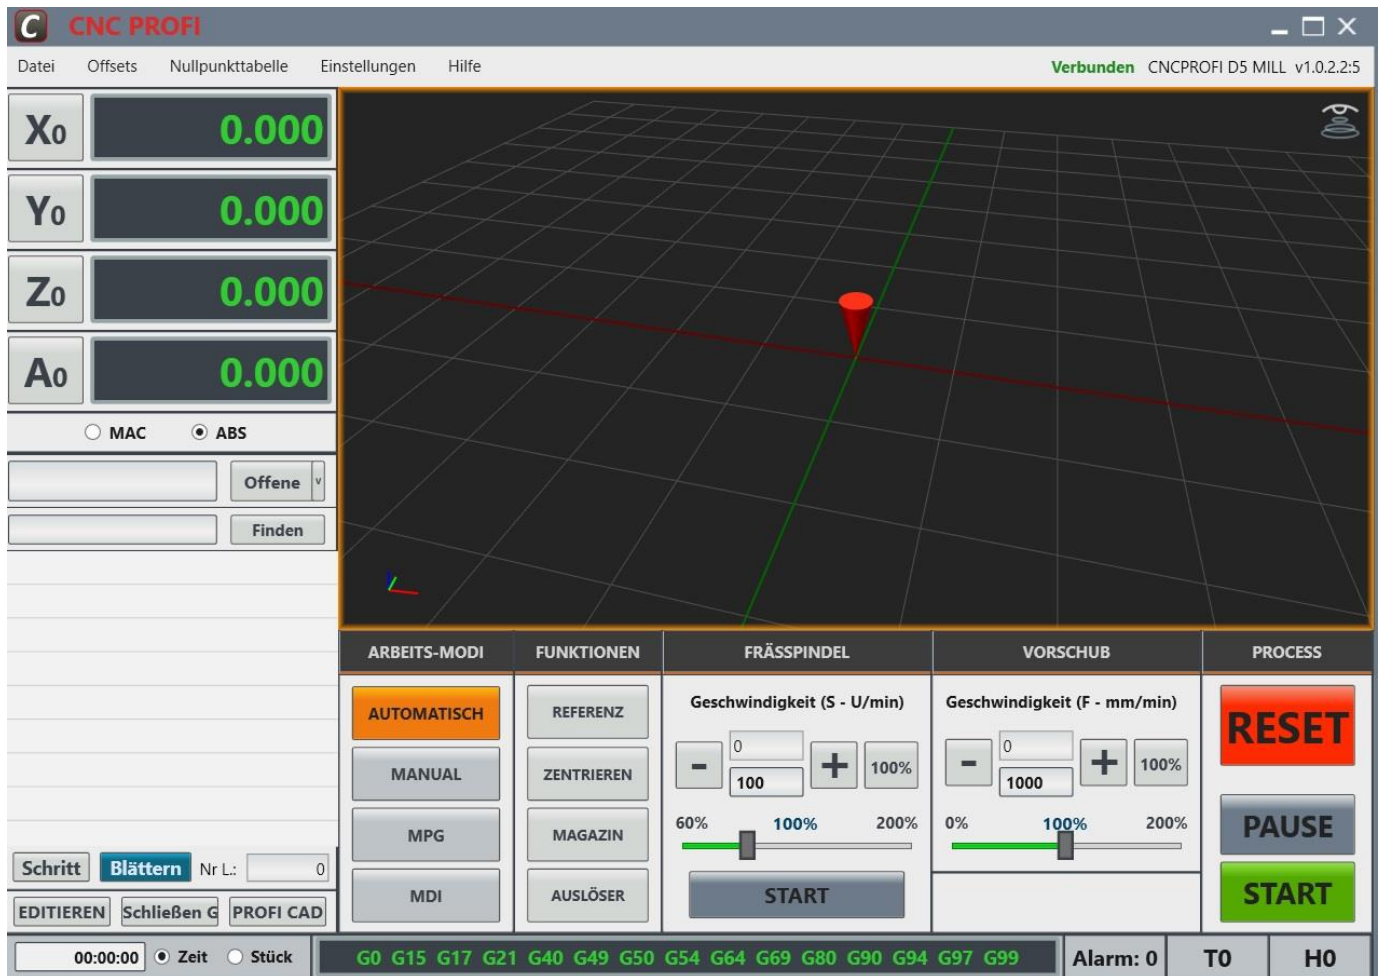 C CNC PROFI
Datei Offsets Nullpunkttabelle Einstellungen Hilfe Verbunden CNCPROFI D5 MILL v1.0.2.2:5
X0 0.000
Y0 0.000
Z0 0.000
A0 0.000
MAC ABS
Offene v
Finden
ARBEITS-MODI FUNKTIONEN FRÄSSPINDEL VORSCHUB PROCESS
AUTOMATISCH REFERENZ Geschwindigkeit (S - U/min) Geschwindigkeit (F - mm/min) RESET
MANUAL ZENTRIEREN - 0 100 + 100% - 0 1000 + 100%
MPG MAGAZIN 60% 100% 200% 0% 100% 200% PAUSE
MDI AUSLÖSER START START
Schritt Blättern Nr L.: 0
EDITIEREN Schließen G PROFI CAD
00:00:00 Zeit Stück G0 G15 G17 G21 G40 G49 G50 G54 G64 G69 G80 G90 G94 G97 G99 Alarm: 0 T0 H0